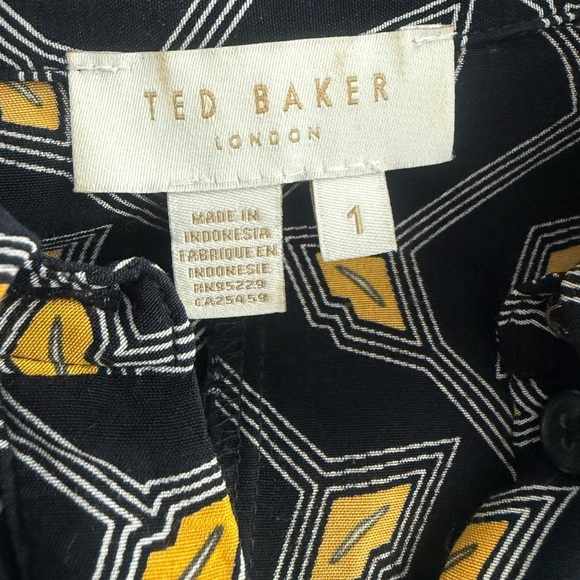 TED BAKER
LONDON
MADE IN
INDONESIA
FABRIQUE EN
INDONESIE
RN95229
CA25459
1